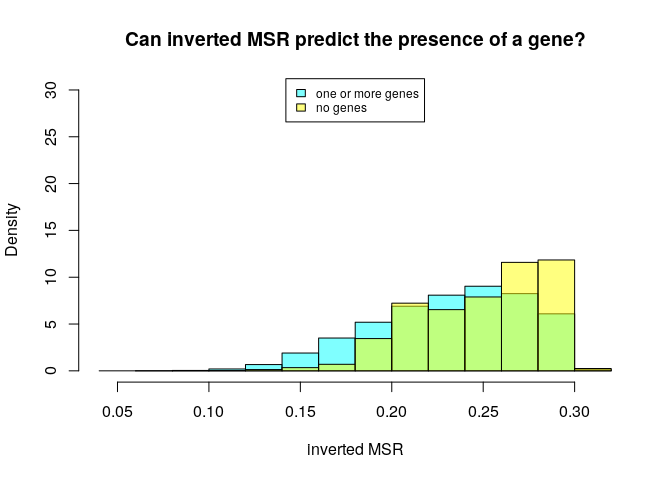 Can inverted MSR predict the presence of a gene?
one or more genes
no genes
30
25
20
15
10
5
0
Density
0.05 0.10 0.15 0.20 0.25 0.30
inverted MSR